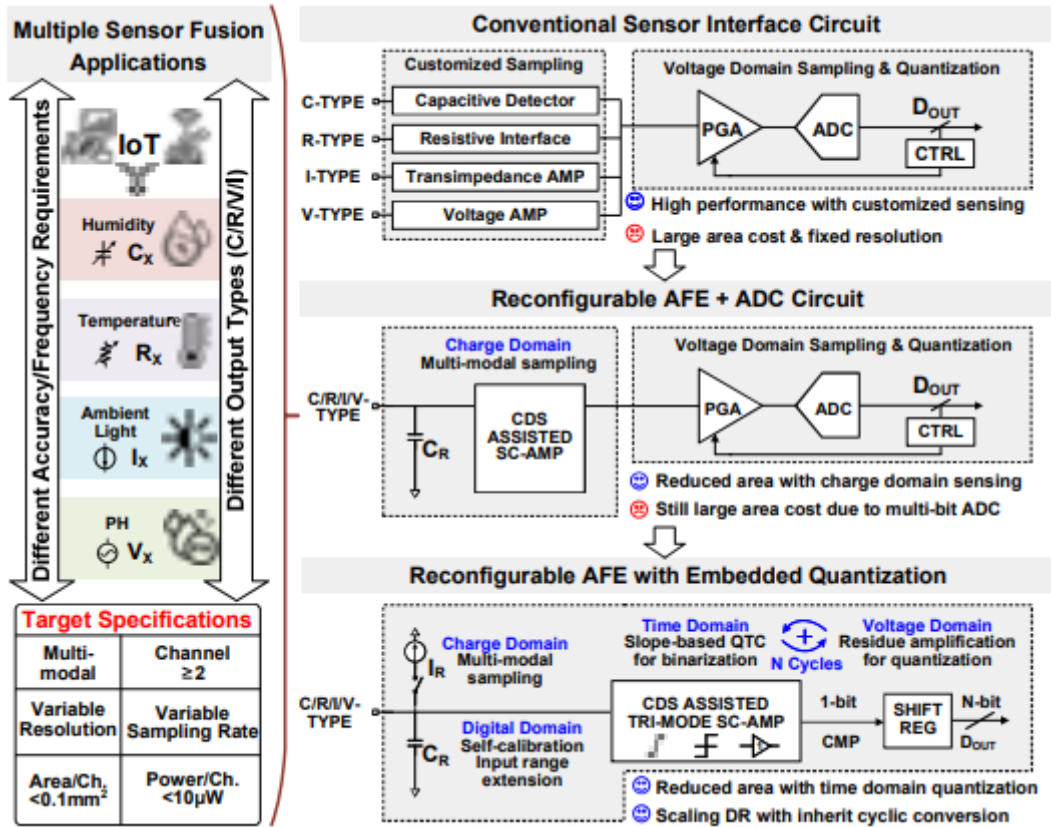 Multiple Sensor Fusion
Applications
Different Accuracy/Frequency Requirements
Different Output Types (C/R/V/I)
IoT
Humidity
CX
Temperature
RX
Ambient
Light
IX
PH
VX
Target Specifications
Multi-
modal
Channel
≥2
Variable
Resolution
Variable
Sampling Rate
Area/Ch.
<0.1mm²
Power/Ch.
<10µW
Conventional Sensor Interface Circuit
Customized Sampling
C-TYPE
Capacitive Detector
R-TYPE
Resistive Interface
I-TYPE
Transimpedance AMP
V-TYPE
Voltage AMP
Voltage Domain Sampling & Quantization
PGA
ADC
DOUT
CTRL
High performance with customized sensing
Large area cost & fixed resolution
Reconfigurable AFE + ADC Circuit
Charge Domain
Multi-modal sampling
C/R/I/V-
TYPE
CR
CDS
ASSISTED
SC-AMP
Voltage Domain Sampling & Quantization
PGA
ADC
DOUT
CTRL
Reduced area with charge domain sensing
Still large area cost due to multi-bit ADC
Reconfigurable AFE with Embedded Quantization
Charge Domain
Multi-modal
sampling
IR
C/R/I/V-
TYPE
CR
Digital Domain
Self-calibration
Input range
extension
Time Domain
Slope-based QTC
for binarization
N Cycles
Voltage Domain
Residue amplification
for quantization
CDS ASSISTED
TRI-MODE SC-AMP
1-bit
CMP
SHIFT
REG
N-bit
DOUT
Reduced area with time domain quantization
Scaling DR with inherit cyclic conversion